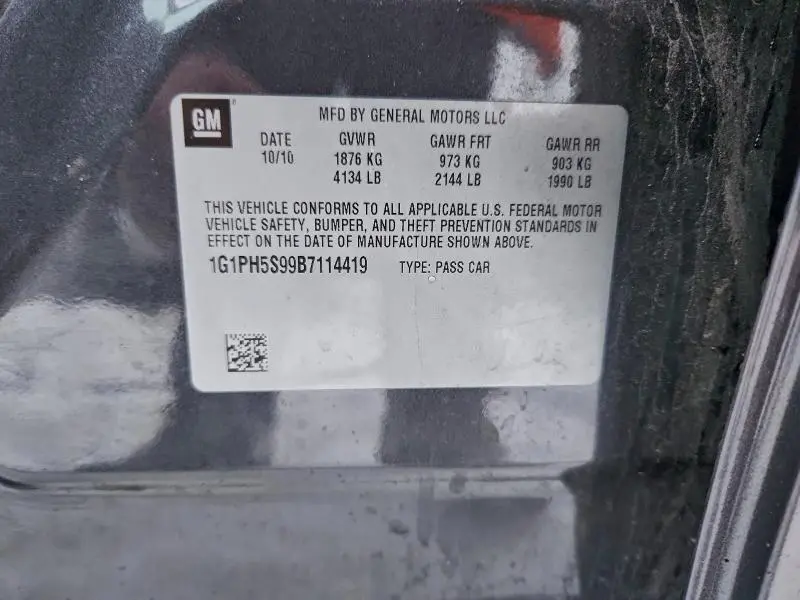 GM
MFD BY GENERAL MOTORS LLC
DATE GVWR GAWR FRT GAWR RR
10/10 1876 KG 973 KG 903 KG
4134 LB 2144 LB 1990 LB
THIS VEHICLE CONFORMS TO ALL APPLICABLE U.S. FEDERAL MOTOR
VEHICLE SAFETY, BUMPER, AND THEFT PREVENTION STANDARDS IN
EFFECT ON THE DATE OF MANUFACTURE SHOWN ABOVE.
1G1PH5S99B7114419 TYPE: PASS CAR